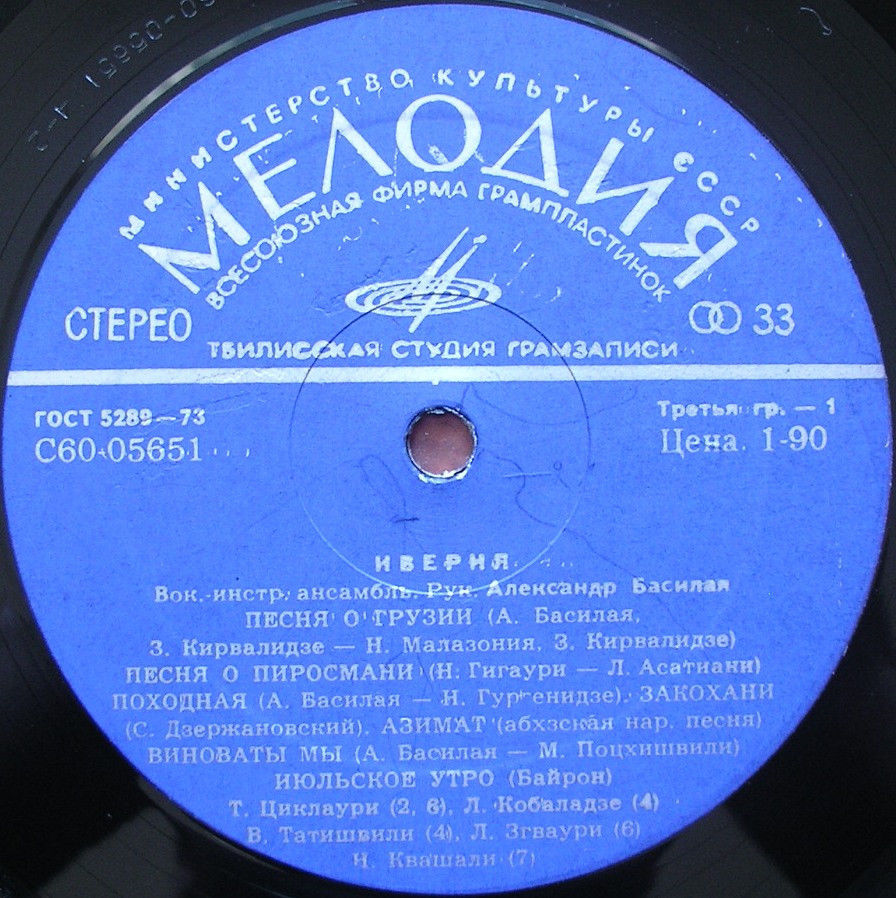 МИНИСТЕРСТВО КУЛЬТУРЫ СССР
МЕЛОДИЯ
ВСЕСОЮЗНАЯ ФИРМА ГРАМПЛАСТИНОК
СТЕРЕО
33
ТБИЛИССКАЯ СТУДИЯ ГРАМЗАПИСИ
ГОСТ 5289—73
Третья гр. — 1
С60-05651
Цена. 1-90
ИВЕРИЯ
Вок.-инстр. ансамбль. Рук. Александр Басилая
ПЕСНЯ О ГРУЗИИ (А. Басилая,
З. Кирвалидзе — Н. Малазония, З. Кирвалидзе)
ПЕСНЯ О ПИРОСМАНИ (Н. Гигаури — Л. Асатиани)
ПОХОДНАЯ (А. Басилая — Н. Гургенидзе). ЗАКОХАНИ
(С. Дзержановский). АЗИМАТ (абхзская нар. песня)
ВИНОВАТЫ МЫ (А. Басилая — М. Поцхишвили)
ИЮЛЬСКОЕ УТРО (Байрон)
Т. Циклаури (2, 6), Л. Кобаладзе (4)
В. Татишвили (4), Л. Згваури (6)
Н. Квашали (7)